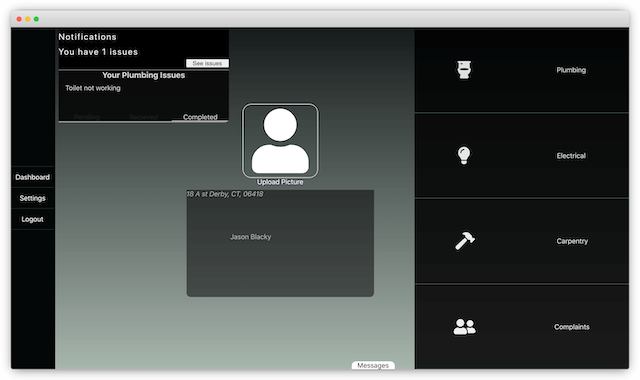 Notifications
You have 1 issues
See issues
Your Plumbing Issues
Toilet not working
Pending
Completed
Upload Picture
18 A st Derby, CT, 06418
Jason Blacky
Messages
Dashboard
Settings
Logout
Plumbing
Electrical
Carpentry
Complaints